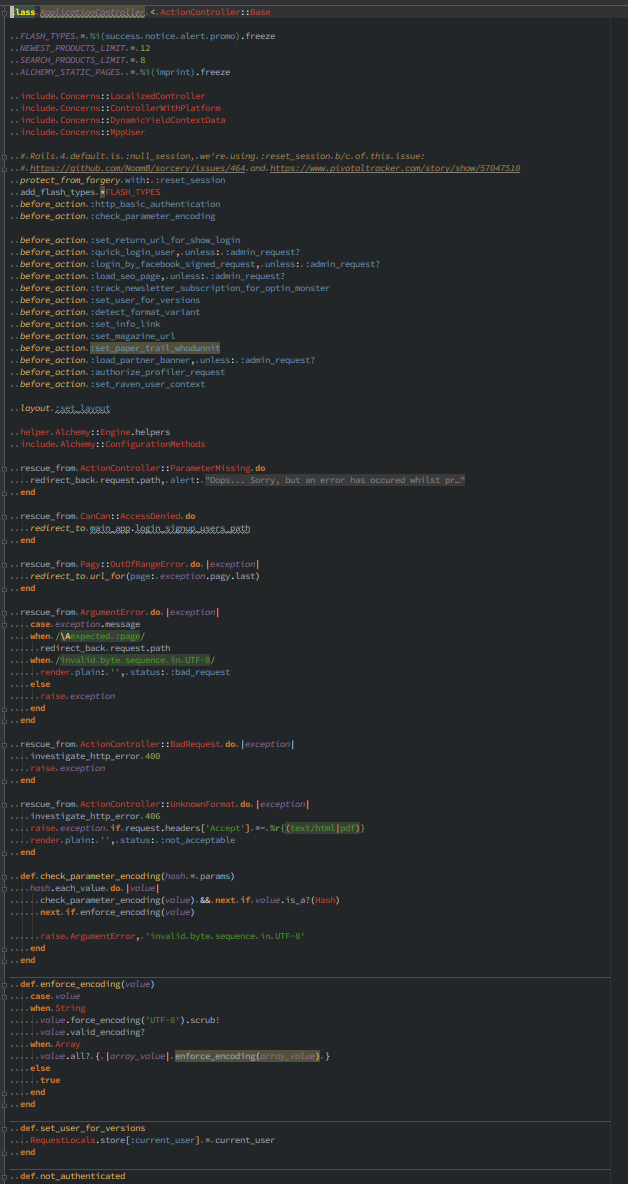 class ApplicationController < ActionController::Base
FLASH_TYPES = %i(success notice alert promo).freeze
NEWEST_PRODUCTS_LIMIT = 12
SEARCH_PRODUCTS_LIMIT = 8
ALCHEMY_STATIC_PAGES = %i(imprint).freeze
include Concerns::LocalizedController
include Concerns::ControllerWithPlatform
include Concerns::DynamicYieldContextData
include Concerns::MppUser
# Rails 4 default is :null_session, we're using :reset_session b/c of this issue:
# https://github.com/NoamB/sorcery/issues/464 and https://www.pivotaltracker.com/story/show/57047510
protect_from_forgery with: :reset_session
add_flash_types *FLASH_TYPES
before_action :http_basic_authentication
before_action :check_parameter_encoding
before_action :set_return_url_for_show_login
before_action :quick_login_user, unless: :admin_request?
before_action :login_by_facebook_signed_request, unless: :admin_request?
before_action :load_seo_page, unless: :admin_request?
before_action :track_newsletter_subscription_for_optin_monster
before_action :set_user_for_versions
before_action :detect_format_variant
before_action :set_info_link
before_action :set_magazine_url
before_action :set_paper_trail_whodunnit
before_action :load_partner_banner, unless: :admin_request?
before_action :authorize_profiler_request
before_action :set_raven_user_context
layout :set_layout
helper Alchemy::Engine.helpers
include Alchemy::ConfigurationMethods
rescue_from ActionController::ParameterMissing do
redirect_back request.path, alert: "Oops... Sorry, but an error has occured whilst pr…"
end
rescue_from CanCan::AccessDenied do
redirect_to main_app.login_signup_users_path
end
rescue_from Pagy::OutOfRangeError do |exception|
redirect_to url_for(page: exception.pagy.last)
end
rescue_from ArgumentError do |exception|
case exception.message
when /\Aexpected :page/
redirect_back request.path
when /invalid byte sequence in UTF-8/
render plain: '', status: :bad_request
else
raise exception
end
end
rescue_from ActionController::BadRequest do |exception|
investigate_http_error 400
raise exception
end
rescue_from ActionController::UnknownFormat do |exception|
investigate_http_error 406
raise exception if request.headers['Accept'] =~ %r{(text/html|pdf)}
render plain: '', status: :not_acceptable
end
def check_parameter_encoding(hash = params)
hash.each_value do |value|
check_parameter_encoding(value) && next if value.is_a?(Hash)
next if enforce_encoding(value)
raise ArgumentError, 'invalid byte sequence in UTF-8'
end
end
def enforce_encoding(value)
case value
when String
value.force_encoding('UTF-8').scrub!
value.valid_encoding?
when Array
value.all? { |array_value| enforce_encoding(array_value) }
else
true
end
end
def set_user_for_versions
RequestLocals.store[:current_user] = current_user
end
def not_authenticated